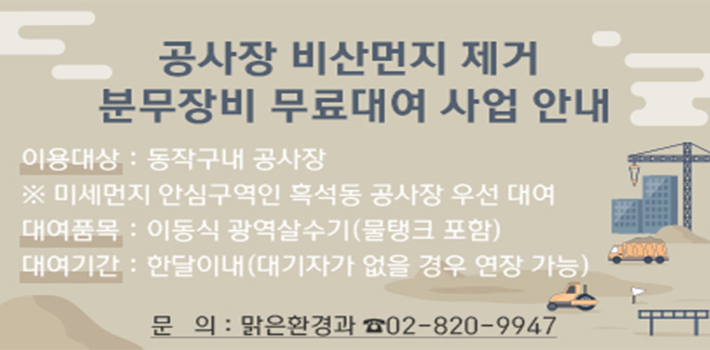 공사장 비산먼지 제거
분무장비 무료대여 사업 안내
이용대상 : 동작구내 공사장
※ 미세먼지 안심구역인 흑석동 공사장 우선 대여
대여품목 : 이동식 광역살수기(물탱크 포함)
대여기간 : 한달이내(대기자가 없을 경우 연장 가능)
문 의 : 맑은환경과 ☎02-820-9947